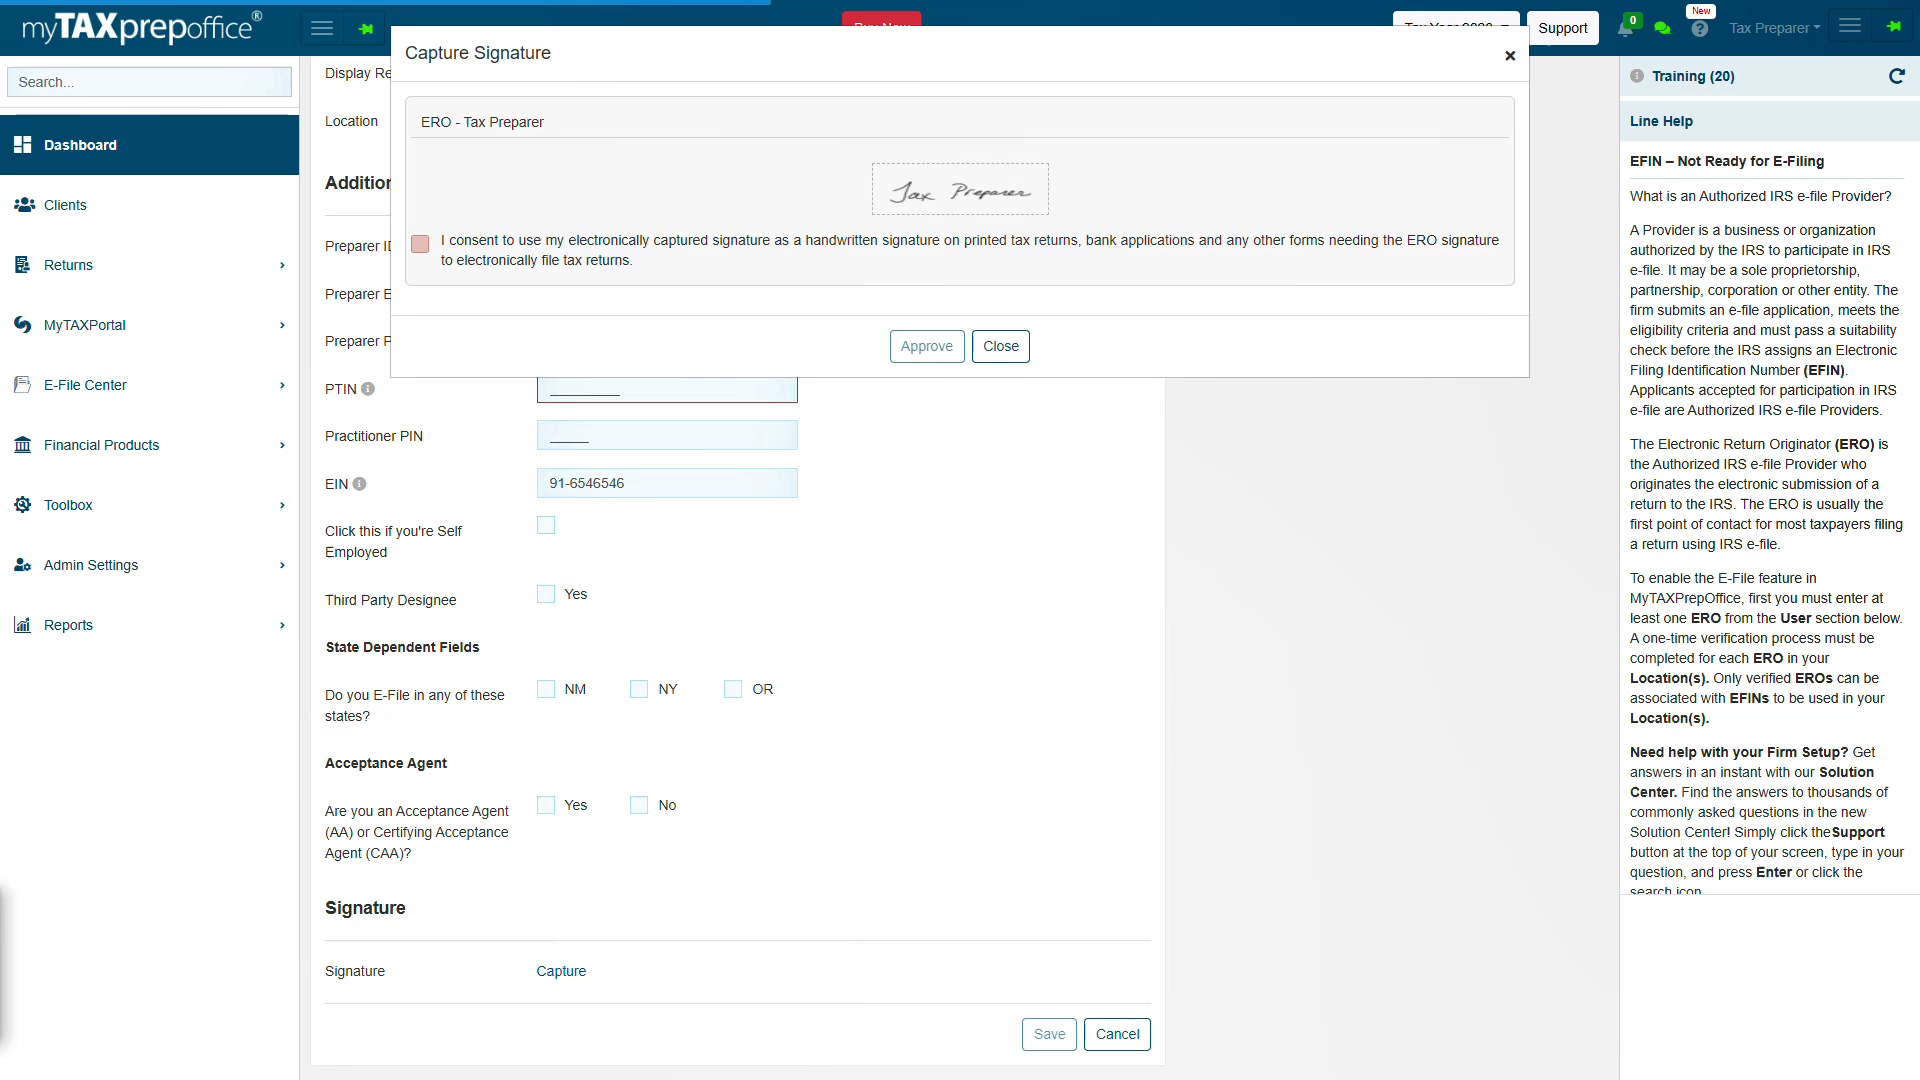 myTAXprepoffice®
Support
0
New
Tax Preparer
Search...
Dashboard
Clients
Returns
MyTAXPortal
E-File Center
Financial Products
Toolbox
Admin Settings
Reports
Capture Signature
ERO - Tax Preparer
Tax Preparer
I consent to use my electronically captured signature as a handwritten signature on printed tax returns, bank applications and any other forms needing the ERO signature
to electronically file tax returns.
Approve
Close
Display Re
Location
Addition
Preparer ID
Preparer E
Preparer P
PTIN
Practitioner PIN
EIN
91-6546546
Click this if you're Self
Employed
Third Party Designee
Yes
State Dependent Fields
Do you E-File in any of these
states?
NM
NY
OR
Acceptance Agent
Are you an Acceptance Agent
(AA) or Certifying Acceptance
Agent (CAA)?
Yes
No
Signature
Signature
Capture
Save
Cancel
Training (20)
Line Help
EFIN – Not Ready for E-Filing
What is an Authorized IRS e-file Provider?
A Provider is a business or organization
authorized by the IRS to participate in IRS
e-file. It may be a sole proprietorship,
partnership, corporation or other entity. The
firm submits an e-file application, meets the
eligibility criteria and must pass a suitability
check before the IRS assigns an Electronic
Filing Identification Number (EFIN).
Applicants accepted for participation in IRS
e-file are Authorized IRS e-file Providers.
The Electronic Return Originator (ERO) is
the Authorized IRS e-file Provider who
originates the electronic submission of a
return to the IRS. The ERO is usually the
first point of contact for most taxpayers filing
a return using IRS e-file.
To enable the E-File feature in
MyTAXPrepOffice, first you must enter at
least one ERO from the User section below.
A one-time verification process must be
completed for each ERO in your
Location(s). Only verified EROs can be
associated with EFINs to be used in your
Location(s).
Need help with your Firm Setup? Get
answers in an instant with our Solution
Center. Find the answers to thousands of
commonly asked questions in the new
Solution Center! Simply click theSupport
button at the top of your screen, type in your
question, and press Enter or click the
search icon